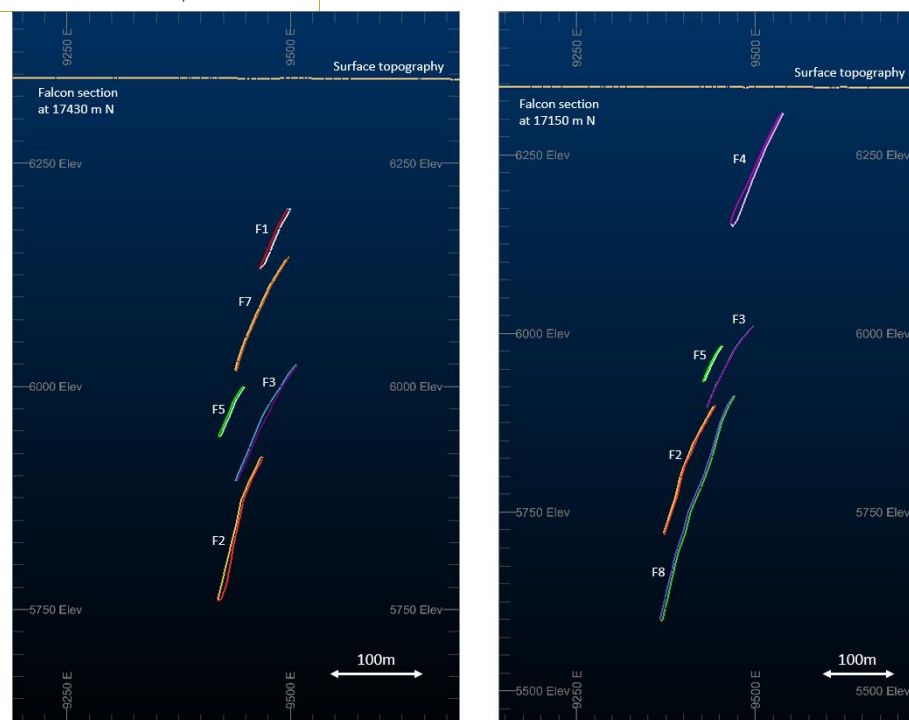 9250 E
9500 E
Surface topography
Falcon section
at 17430 m N
6250 Elev
6250 Elev
F1
F7
6000 Elev
6000 Elev
F3
F5
F2
5750 Elev
5750 Elev
100m
9250 E
9500 E
9250 E
9500 E
Surface topography
Falcon section
at 17150 m N
6250 Elev
6250 Elev
F4
F3
6000 Elev
6000 Elev
F5
F2
5750 Elev
5750 Elev
F8
100m
5500 Elev
5500 Elev
9250 E
9500 E